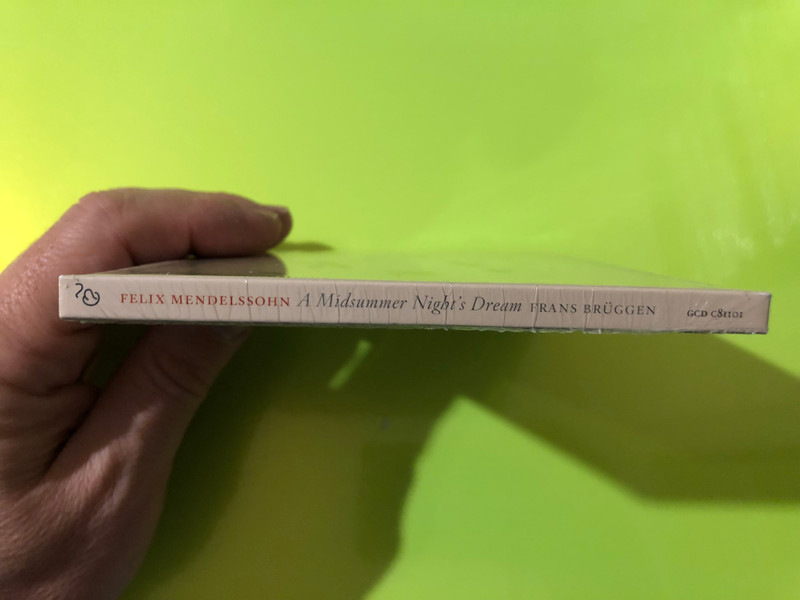 FELIX MENDELSSOHN A Midsummer Night's Dream FRANS BRÜGGEN GCD C81101